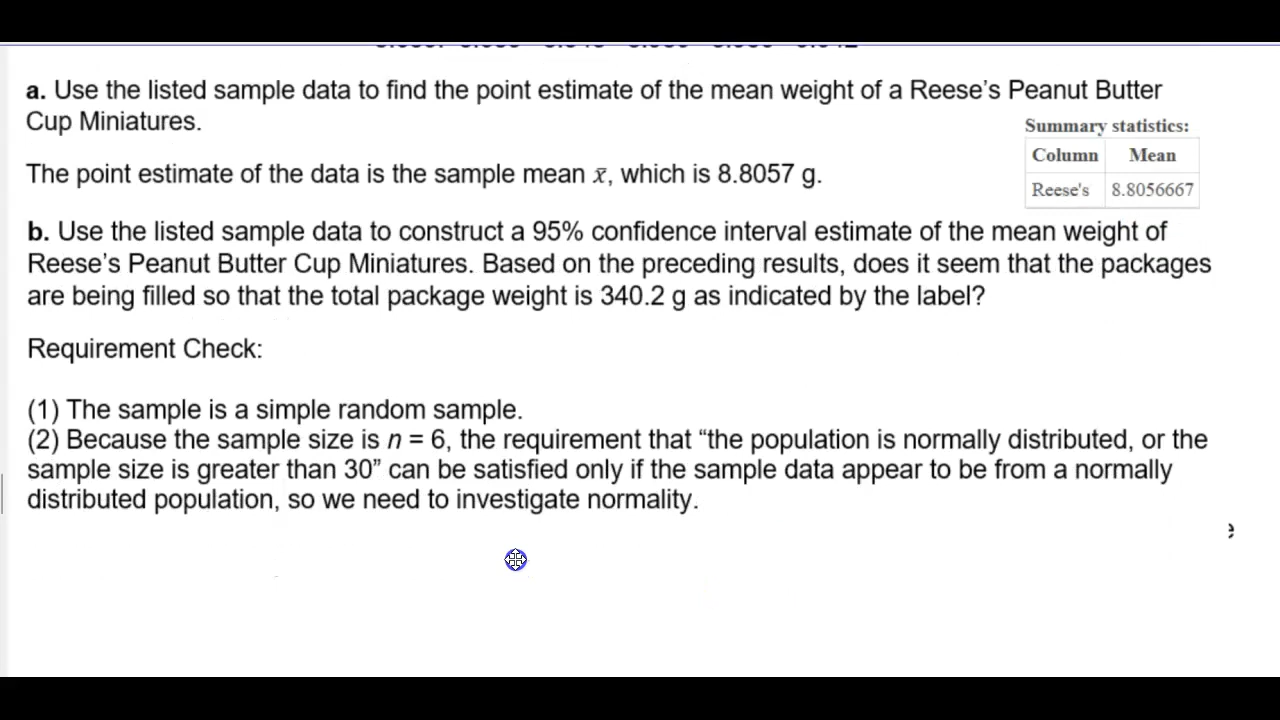 a. Use the listed sample data to find the point estimate of the mean weight of a Reese’s Peanut Butter
Cup Miniatures.
Summary statistics:
Column Mean
Reese's 8.8056667
The point estimate of the data is the sample mean x̄, which is 8.8057 g.
b. Use the listed sample data to construct a 95% confidence interval estimate of the mean weight of
Reese’s Peanut Butter Cup Miniatures. Based on the preceding results, does it seem that the packages
are being filled so that the total package weight is 340.2 g as indicated by the label?
Requirement Check:
(1) The sample is a simple random sample.
(2) Because the sample size is n = 6, the requirement that “the population is normally distributed, or the
sample size is greater than 30” can be satisfied only if the sample data appear to be from a normally
distributed population, so we need to investigate normality.